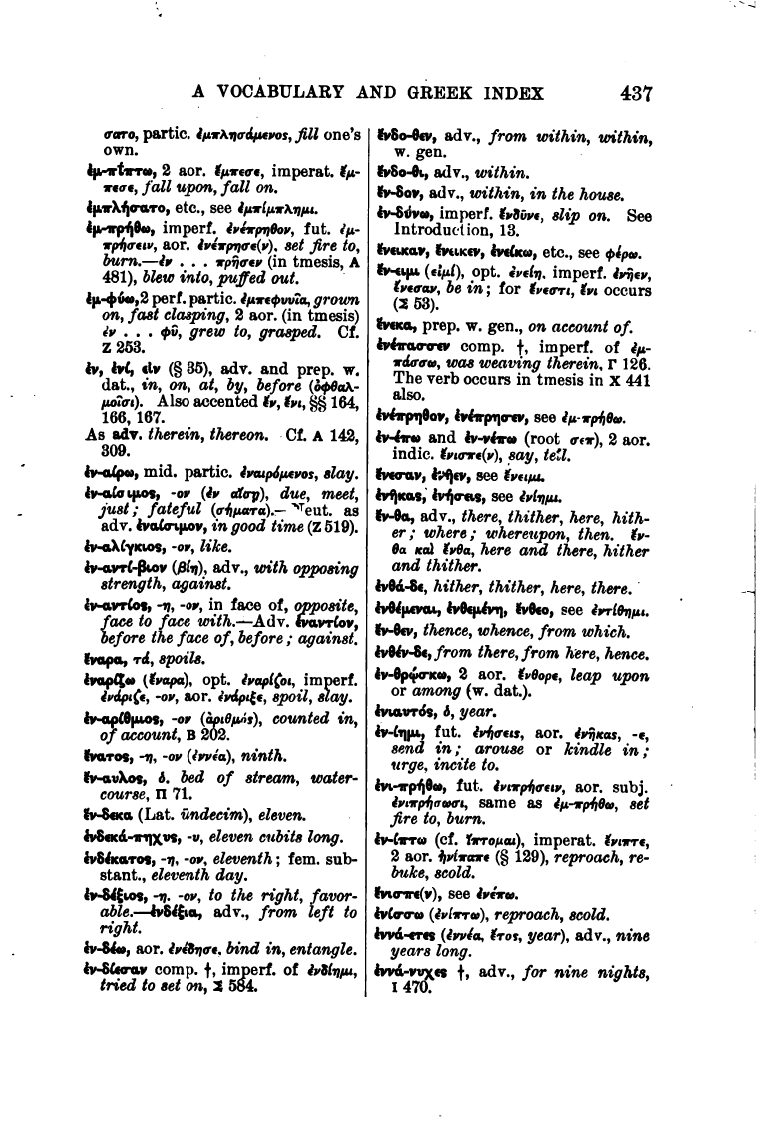 A VOCABULARY AND GREEK INDEX 437
σατο, partic. ἐμπλησάμενος, fill one's
own.
ἐμ-πίπτω, 2 aor. ἔμπεσε, imperat. ἔμ-
πεσε, fall upon, fall on.
ἐμπλήσατο, etc., see ἐμπίμπλημι.
ἐμ-πρήθω, imperf. ἐνέπρηθον, fut. ἐμ-
πρήσειν, aor. ἐνέπρησε(ν), set fire to,
burn.—ἐν . . . πρῆσεν (in tmesis, Α
481), blew into, puffed out.
ἐμ-φύω, 2 perf. partic. ἐμπεφυυῖα, grown
on, fast clasping, 2 aor. (in tmesis)
ἐν . . . φῦ, grew to, grasped. Cf.
Ζ 253.
ἐν, ἐνί, εἰν (§ 35), adv. and prep. w.
dat., in, on, at, by, before (ὀφθαλ-
μοῖσι). Also accented ἔν, ἔνι, §§ 164,
166, 167.
As adv. therein, thereon. Cf. Α 142,
309.
ἐν-αίρω, mid. partic. ἐναιρόμενος, slay.
ἐν-αίσιμος, -ον (ἐν αἴσῃ), due, meet,
just; fateful (σήματα).— Neut. as
adv. ἐναίσιμον, in good time (Ζ 519).
ἐν-αλίγκιος, -ον, like.
ἐν-αντί-βιον (βίη), adv., with opposing
strength, against.
ἐν-αντίος, -η, -ον, in face of, opposite,
face to face with.—Adv. ἐναντίον,
before the face of, before; against.
ἔναρα, τά, spoils.
ἐναρίζω (ἔναρα), opt. ἐναρίζοι, imperf.
ἐνάριζε, -ον, aor. ἐνάριξε, spoil, slay.
ἐν-αρίθμιος, -ον (ἀριθμός), counted in,
of account, Β 202.
ἔνατος, -η, -ον (ἐννέα), ninth.
ἔν-αυλος, ὁ, bed of stream, water-
course, Π 71.
ἕν-δεκα (Lat. ūndecim), eleven.
ἑνδεκά-πηχυς, -υ, eleven cubits long.
ἑνδέκατος, -η, -ον, eleventh; fem. sub-
stant., eleventh day.
ἐν-δέξιος, -η, -ον, to the right, favor-
able.—ἐνδέξια, adv., from left to
right.
ἐν-δέω, aor. ἐνέδησε, bind in, entangle.
ἐν-δίεσαν comp. †, imperf. of ἐνδίημι,
tried to set on, Σ 584.
ἔνδο-θεν, adv., from within, within,
w. gen.
ἔνδο-θι, adv., within.
ἔν-δον, adv., within, in the house.
ἐν-δύνω, imperf. ἔνδυνε, slip on. See
Introduction, 13.
ἔνεικαν, ἔνεικεν, ἐνείκω, etc., see φέρω.
ἔν-ειμι (εἰμί), opt. ἐνείη, imperf. ἐνῆεν,
ἔνεσαν, be in; for ἔνεστι, ἔνι occurs
(Σ 53).
ἕνεκα, prep. w. gen., on account of.
ἐνέπασσεν comp. †, imperf. of ἐμ-
πάσσω, was weaving therein, Γ 126.
The verb occurs in tmesis in Χ 441
also.
ἐνέπρηθον, ἐνέπρησεν, see ἐμ-πρήθω.
ἐν-έπω and ἐν-νέπω (root σεπ), 2 aor.
indic. ἔνισπε(ν), say, tell.
ἔνεσαν, ἐνῆεν, see ἔνειμι.
ἐνῆκας, ἐνήσεις, see ἐνίημι.
ἔν-θα, adv., there, thither, here, hith-
er; where; whereupon, then. ἔν-
θα καὶ ἔνθα, here and there, hither
and thither.
ἐνθά-δε, hither, thither, here, there.
ἐνθέμεναι, ἐνθεμένη, ἔνθεο, see ἐντίθημι.
ἔν-θεν, thence, whence, from which.
ἐνθέν-δε, from there, from here, hence.
ἐν-θρῴσκω, 2 aor. ἔνθορε, leap upon
or among (w. dat.).
ἐνιαυτός, ὁ, year.
ἐν-ίημι, fut. ἐνήσεις, aor. ἐνῆκας, -ε,
send in; arouse or kindle in;
urge, incite to.
ἐνι-πρήθω, fut. ἐνιπρήσειν, aor. subj.
ἐνιπρήσωσι, same as ἐμ-πρήθω, set
fire to, burn.
ἐν-ίπτω (cf. ἵπτομαι), imperat. ἔνιπτε,
2 aor. ἠνίπαπε (§ 129), reproach, re-
buke, scold.
ἔνισπε(ν), see ἐνέπω.
ἐνίσσω (ἐνίπτω), reproach, scold.
ἐννά-ετες (ἐννέα, ἔτος, year), adv., nine
years long.
ἐννά-νυχες †, adv., for nine nights,
Ι 470.